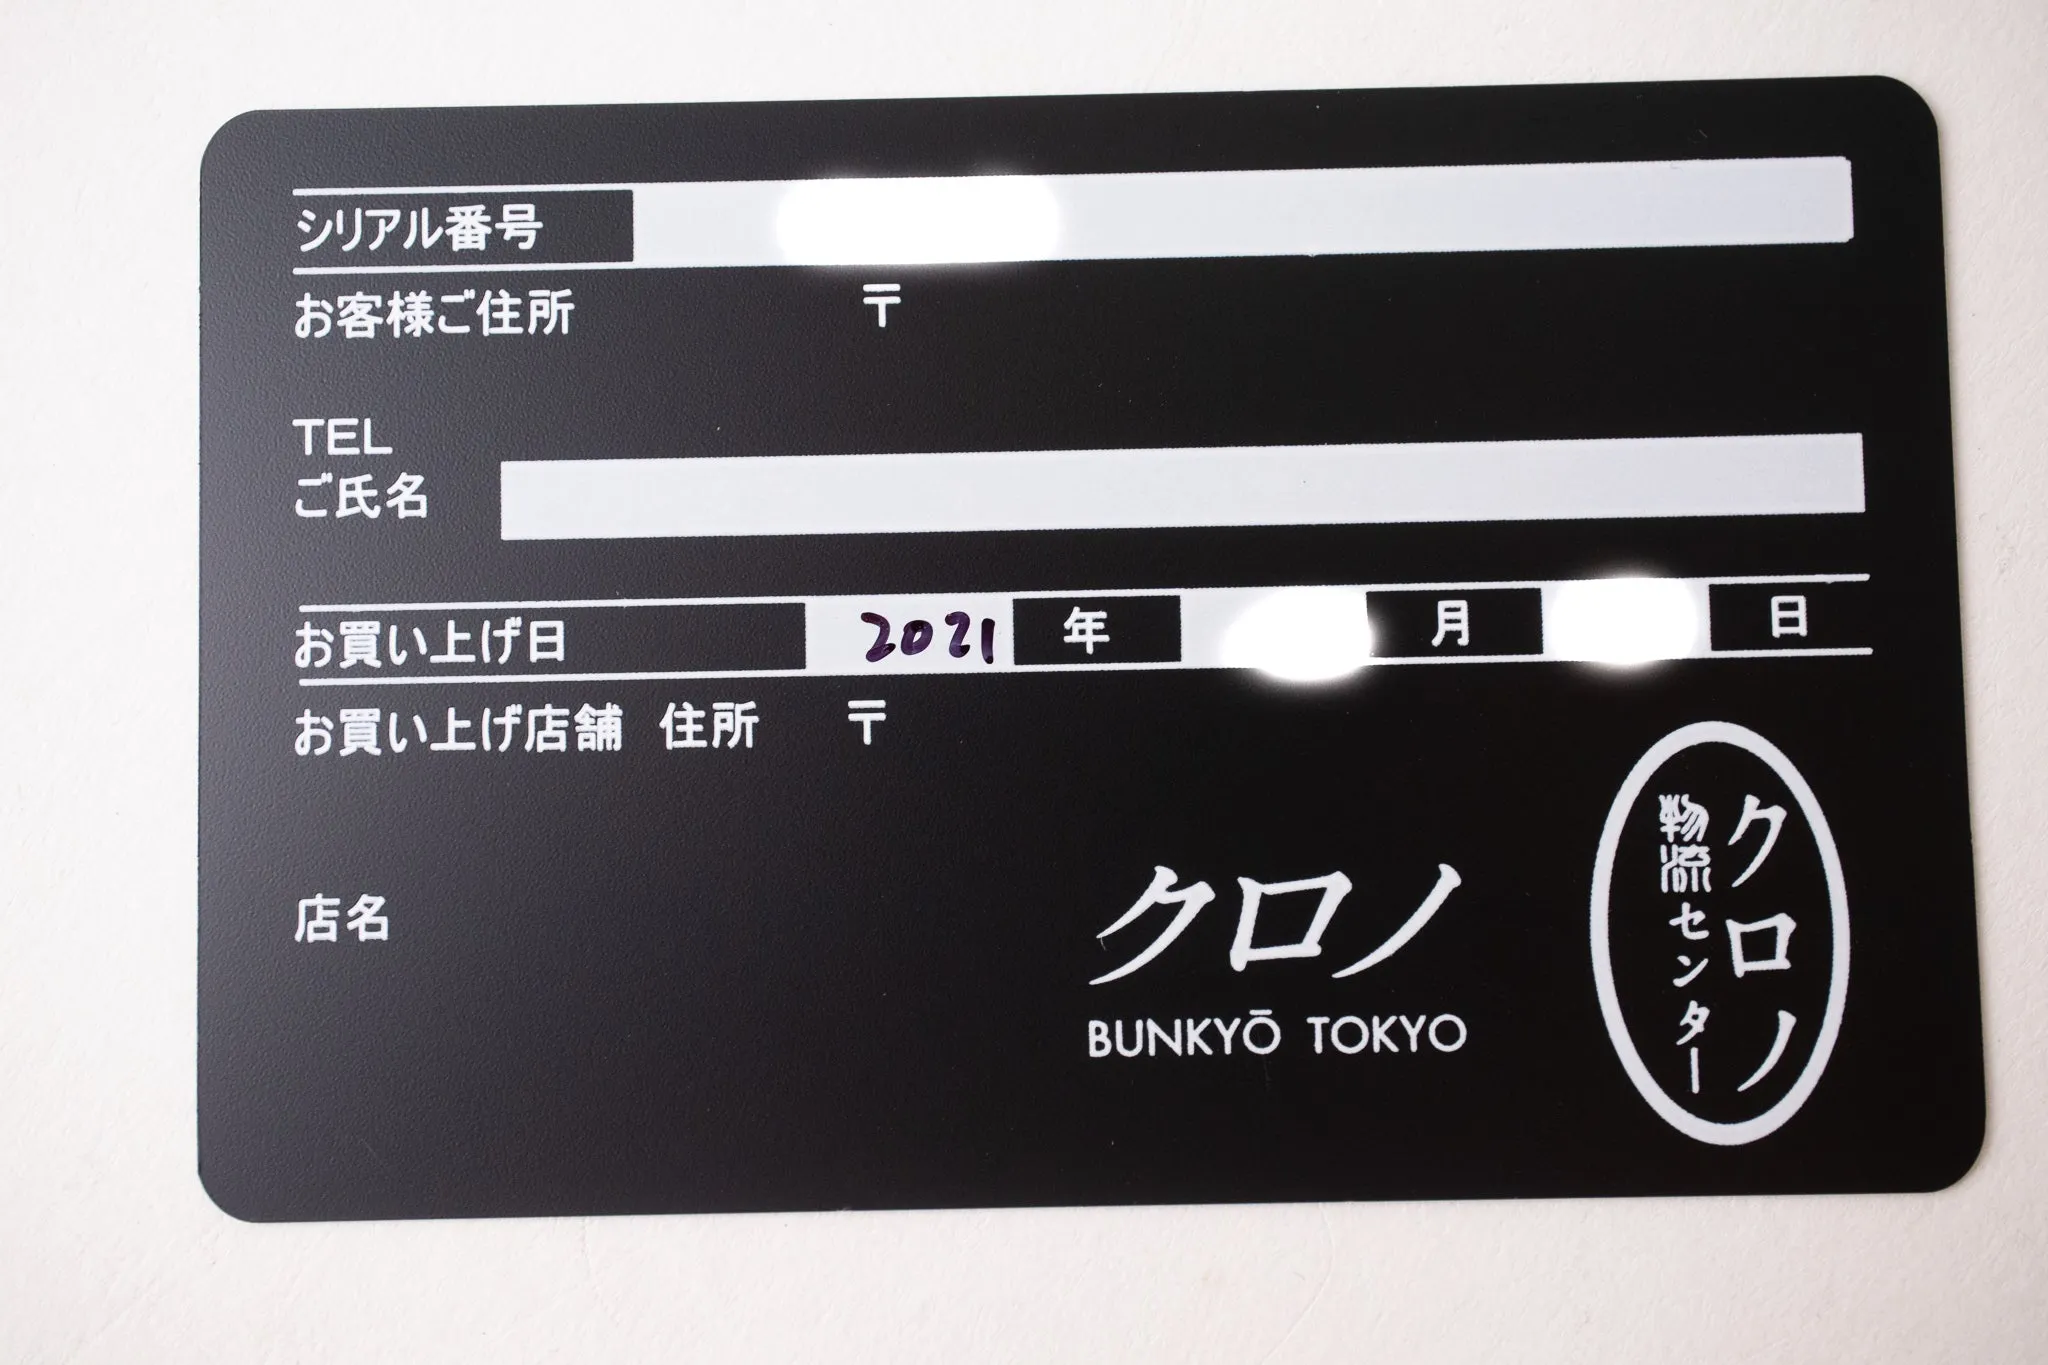 シリアル番号
お客様ご住所 〒
TEL
ご氏名
お買い上げ日 2021 年 月 日
お買い上げ店舗 住所 〒
店名
クロノ
BUNKYŌ TOKYO
クロノ
物流センター